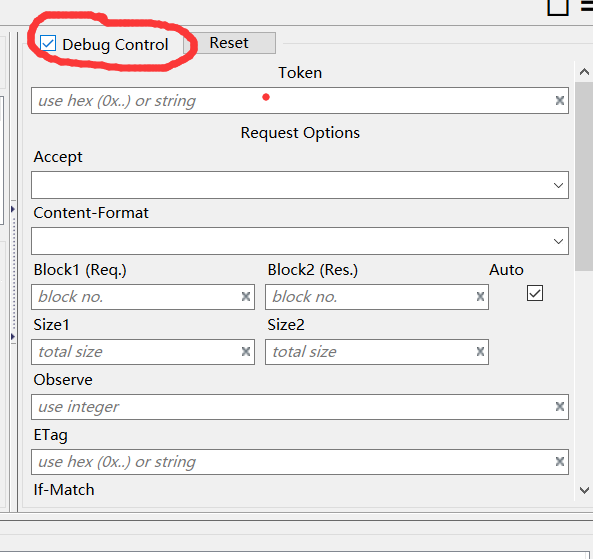 Debug Control Reset
Token
use hex (0x..) or string
Request Options
Accept
Content-Format
Block1 (Req.) Block2 (Res.) Auto
block no. block no.
Size1 Size2
total size total size
Observe
use integer
ETag
use hex (0x..) or string
If-Match